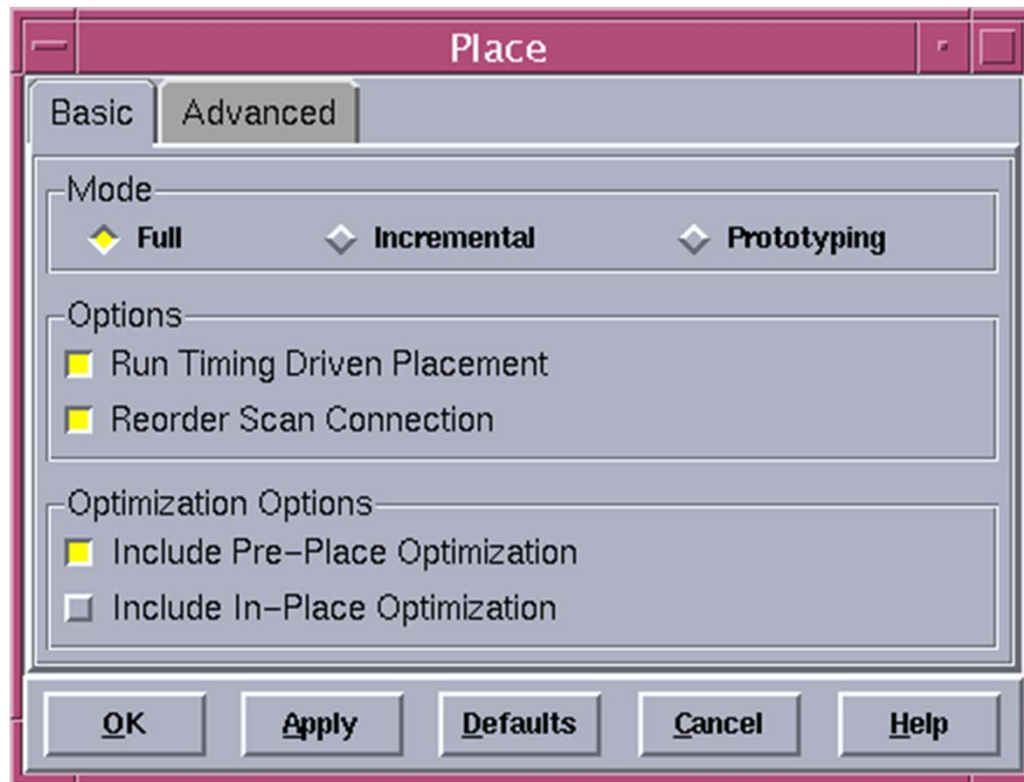 Place
Basic Advanced
Mode
Full Incremental Prototyping
Options
Run Timing Driven Placement
Reorder Scan Connection
Optimization Options
Include Pre-Place Optimization
Include In-Place Optimization
OK Apply Defaults Cancel Help